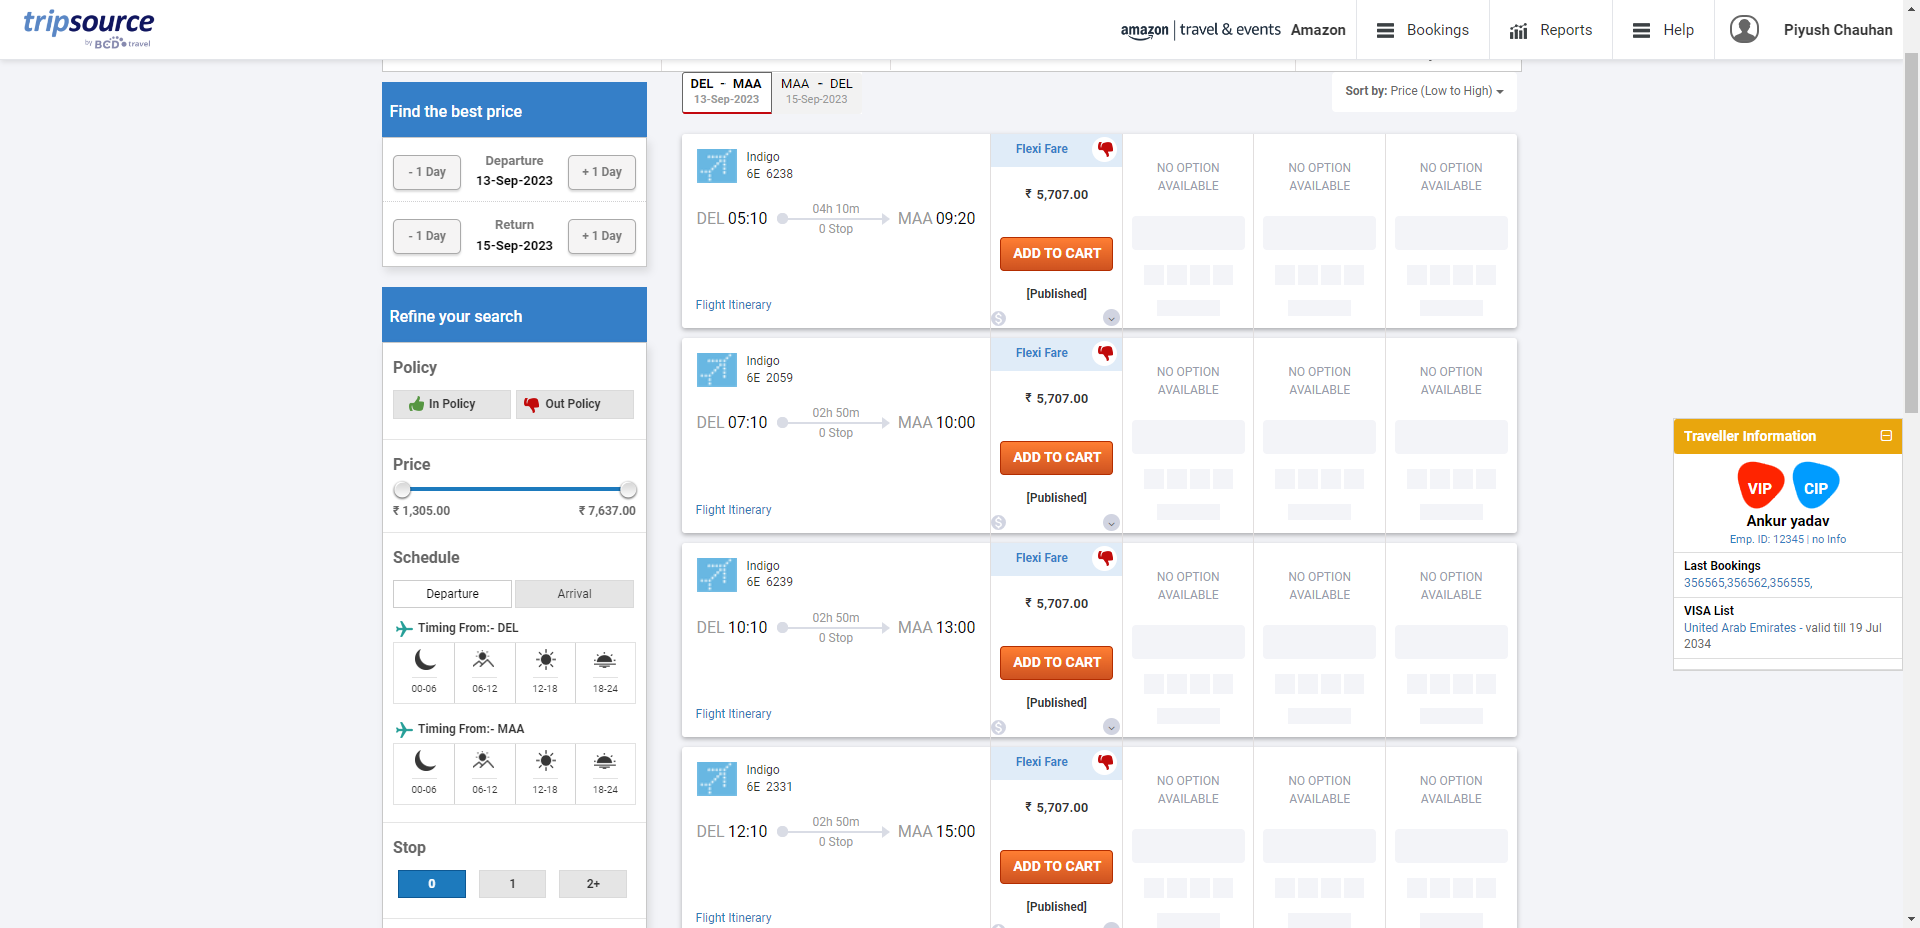 tripsource
by BCD travel
amazon | travel & events Amazon
Bookings
Reports
Help
Piyush Chauhan
Find the best price
- 1 Day
Departure
13-Sep-2023
+ 1 Day
- 1 Day
Return
15-Sep-2023
+ 1 Day
Refine your search
Policy
In Policy
Out Policy
Price
₹ 1,305.00
₹ 7,637.00
Schedule
Departure
Arrival
Timing From:- DEL
00-06
06-12
12-18
18-24
Timing From:- MAA
00-06
06-12
12-18
18-24
Stop
0
1
2+
DEL - MAA
13-Sep-2023
MAA - DEL
15-Sep-2023
Sort by: Price (Low to High)
Indigo
6E 6238
DEL 05:10
04h 10m
0 Stop
MAA 09:20
Flight Itinerary
Flexi Fare
₹ 5,707.00
ADD TO CART
[Published]
NO OPTION
AVAILABLE
NO OPTION
AVAILABLE
NO OPTION
AVAILABLE
Indigo
6E 2059
DEL 07:10
02h 50m
0 Stop
MAA 10:00
Flight Itinerary
Flexi Fare
₹ 5,707.00
ADD TO CART
[Published]
NO OPTION
AVAILABLE
NO OPTION
AVAILABLE
NO OPTION
AVAILABLE
Indigo
6E 6239
DEL 10:10
02h 50m
0 Stop
MAA 13:00
Flight Itinerary
Flexi Fare
₹ 5,707.00
ADD TO CART
[Published]
NO OPTION
AVAILABLE
NO OPTION
AVAILABLE
NO OPTION
AVAILABLE
Indigo
6E 2331
DEL 12:10
02h 50m
0 Stop
MAA 15:00
Flight Itinerary
Flexi Fare
₹ 5,707.00
ADD TO CART
[Published]
NO OPTION
AVAILABLE
NO OPTION
AVAILABLE
NO OPTION
AVAILABLE
Traveller Information
VIP
CIP
Ankur yadav
Emp. ID: 12345 | no Info
Last Bookings
356565,356562,356555,
VISA List
United Arab Emirates - valid till 19 Jul
2034